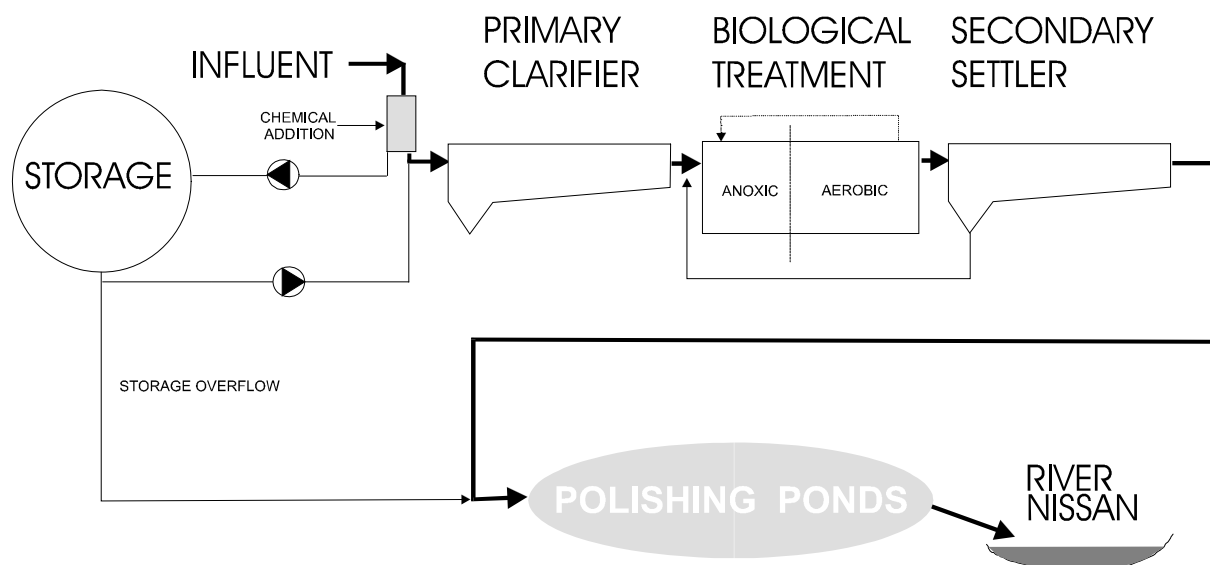 PRIMARY
CLARIFIER
BIOLOGICAL
TREATMENT
SECONDARY
SETTLER
INFLUENT
CHEMICAL
ADDITION
STORAGE
ANOXIC
AEROBIC
STORAGE OVERFLOW
POLISHING PONDS
RIVER
NISSAN